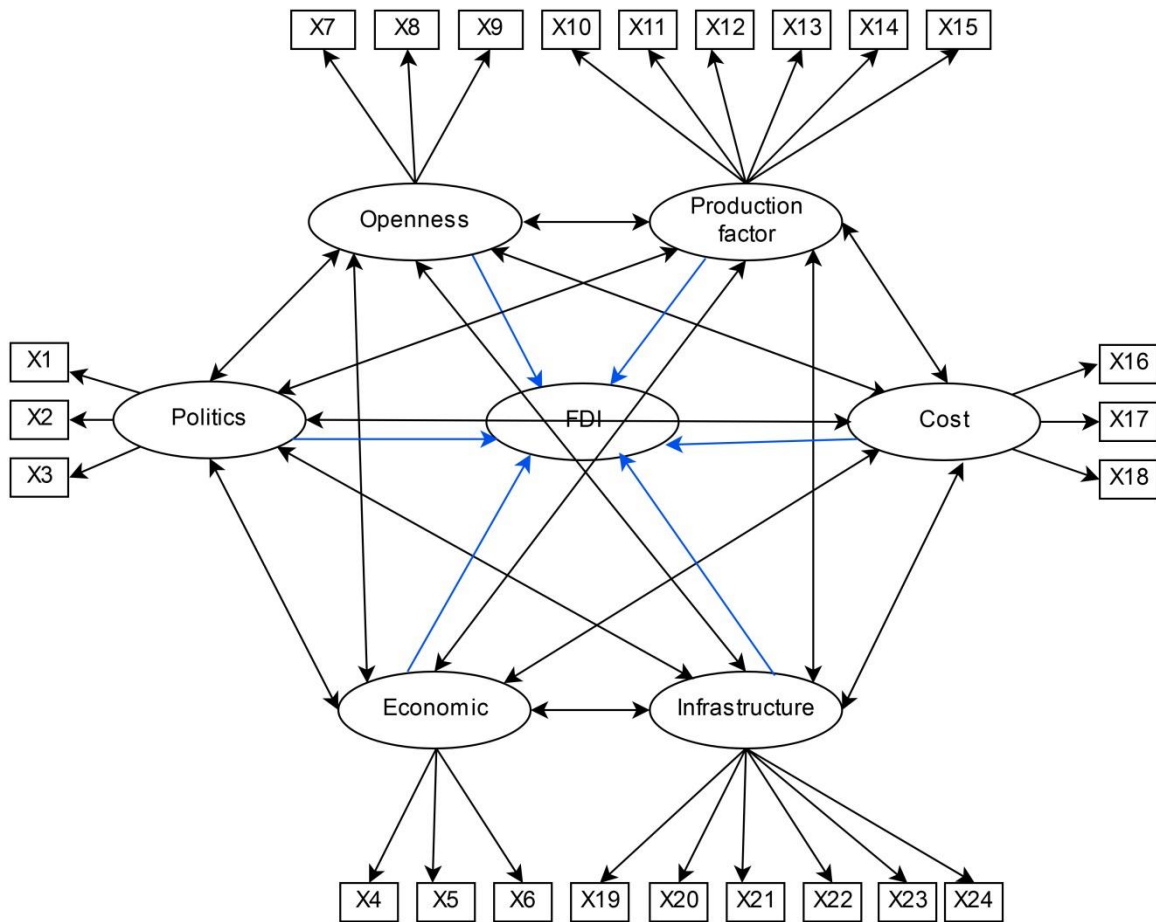 X7
X8
X9
X10
X11
X12
X13
X14
X15
Openness
Production
factor
X1
X2
X3
Politics
FDI
Cost
X16
X17
X18
Economic
Infrastructure
X4
X5
X6
X19
X20
X21
X22
X23
X24